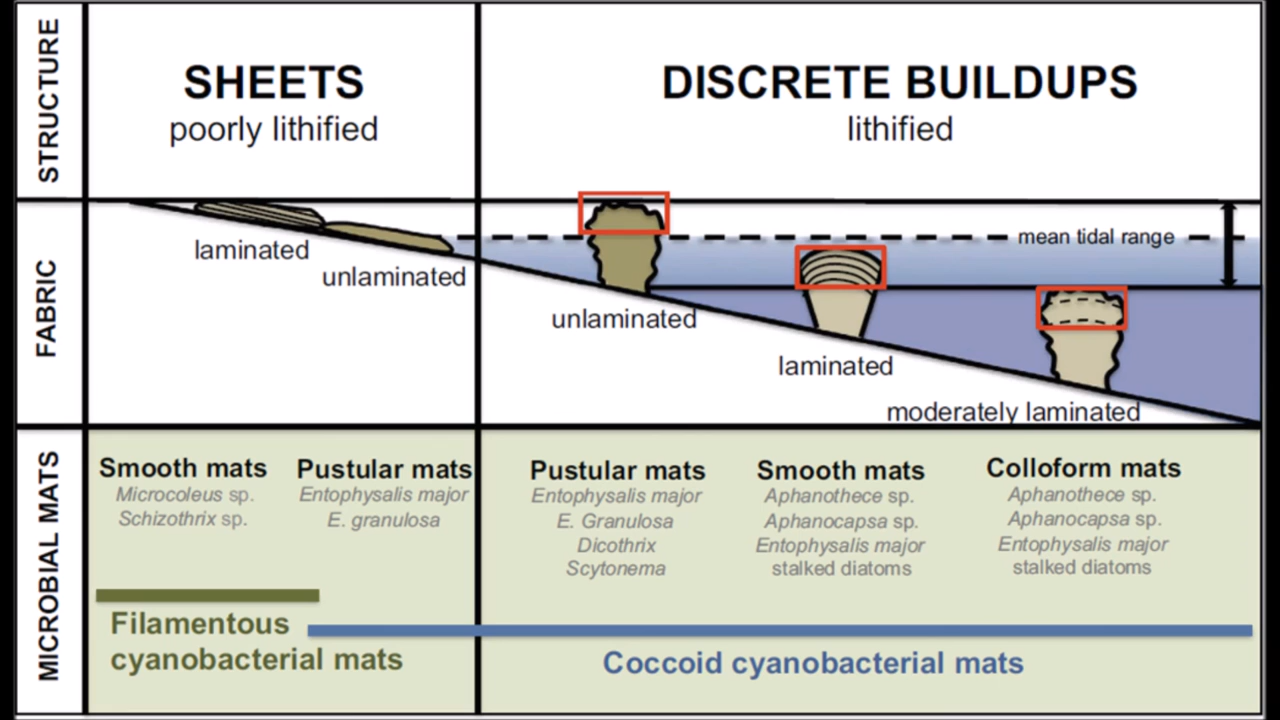 STRUCTURE
SHEETS
poorly lithified
DISCRETE BUILDUPS
lithified
FABRIC
laminated
unlaminated
unlaminated
laminated
moderately laminated
mean tidal range
MICROBIAL MATS
Smooth mats
Microcoleus sp.
Schizothrix sp.
Pustular mats
Entophysalis major
E. granulosa
Pustular mats
Entophysalis major
E. Granulosa
Dicothrix
Scytonema
Smooth mats
Aphanothece sp.
Aphanocapsa sp.
Entophysalis major
stalked diatoms
Colloform mats
Aphanothece sp.
Aphanocapsa sp.
Entophysalis major
stalked diatoms
Filamentous
cyanobacterial mats
Coccoid cyanobacterial mats